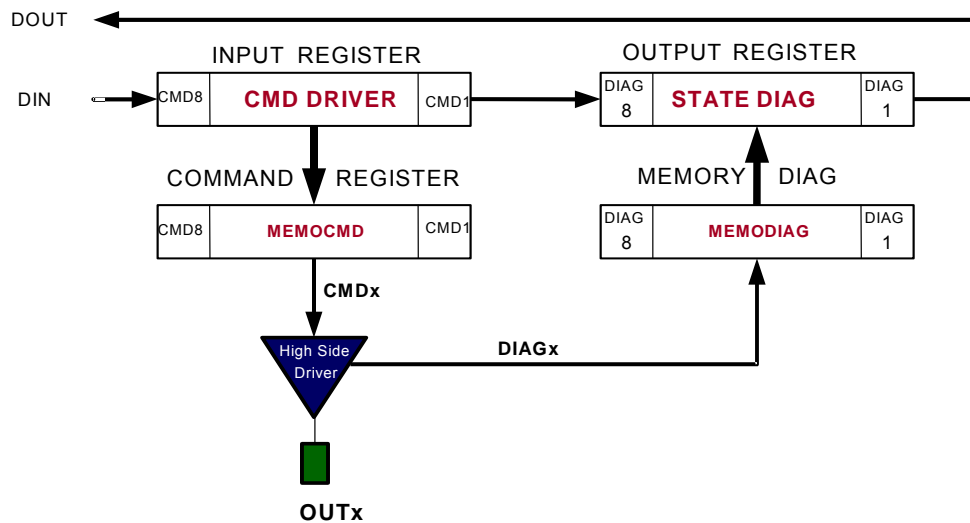 DOUT
INPUT REGISTER
OUTPUT REGISTER
DIN
CMD8
CMD DRIVER
CMD1
DIAG
8
STATE DIAG
DIAG
1
COMMAND REGISTER
MEMORY DIAG
CMD8
MEMOCMD
CMD1
DIAG
8
MEMODIAG
DIAG
1
CMDx
High Side
Driver
DIAGx
OUTx